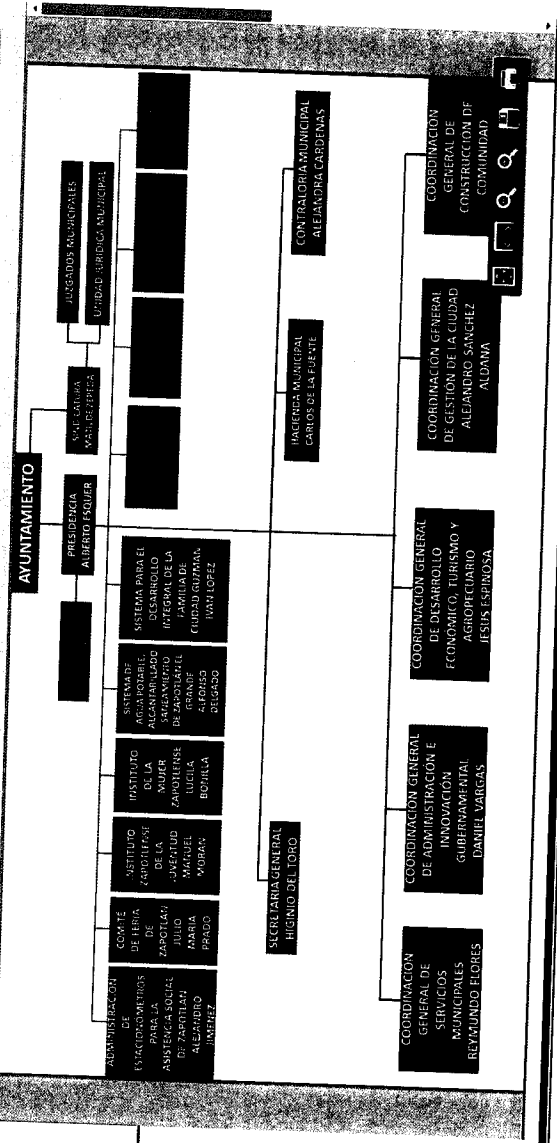 AYUNTAMIENTO
PRESIDENCIA
ALBERTO ESQUER
SINDICATURA
JUZGADOS MUNICIPALES
UNIDAD JURIDICA MUNICIPAL
ADMINISTRACION
DE
ESTACIONOMETROS
PARA LA
ASISTENCIA SOCIAL
DE ZAPOTLAN
ALEJANDRO
JIMENEZ
COMITÉ
DE FERIA
DE
ZAPOTLAN
JULIO
MARIA
PRADO
INSTITUTO
ZAPOTLENSE
DE LA
JUVENTUD
MANUEL
MORAN
INSTITUTO
DE LA
MUJER
ZAPOTLENSE
LUCILA
BONILLA
SISTEMA DE
AGUA POTABLE,
ALCANTARILLADO
SANEAMIENTO
DE ZAPOTLAN EL
GRANDE
ALFONSO
DELGADO
SISTEMA PARA EL
DESARROLLO
INTEGRAL DE LA
FAMILIA DE
CIUDAD GUZMAN
IVAN LOPEZ
SECRETARIA GENERAL
HIGINIO DEL TORO
HACIENDA MUNICIPAL
CARLOS DE LA FUENTE
CONTRALORIA MUNICIPAL
ALEJANDRA CARDENAS
COORDINACION
GENERAL DE
SERVICIOS
MUNICIPALES
REYMUNDO FLORES
COORDINACION GENERAL
DE ADMINISTRACIÓN E
INNOVACIÓN
GUBERNAMENTAL
DANIEL VARGAS
COORDINACION GENERAL
DE DESARROLLO
ECONOMICO, TURISMO Y
AGROPECUARIO
JESUS ESPINOSA
COORDINACIÓN GENERAL
DE GESTIÓN DE LA CIUDAD
ALEJANDRO SANCHEZ
ALDANA
COORDINACION
GENERAL DE
CONSTRUCCION DE
COMUNIDAD